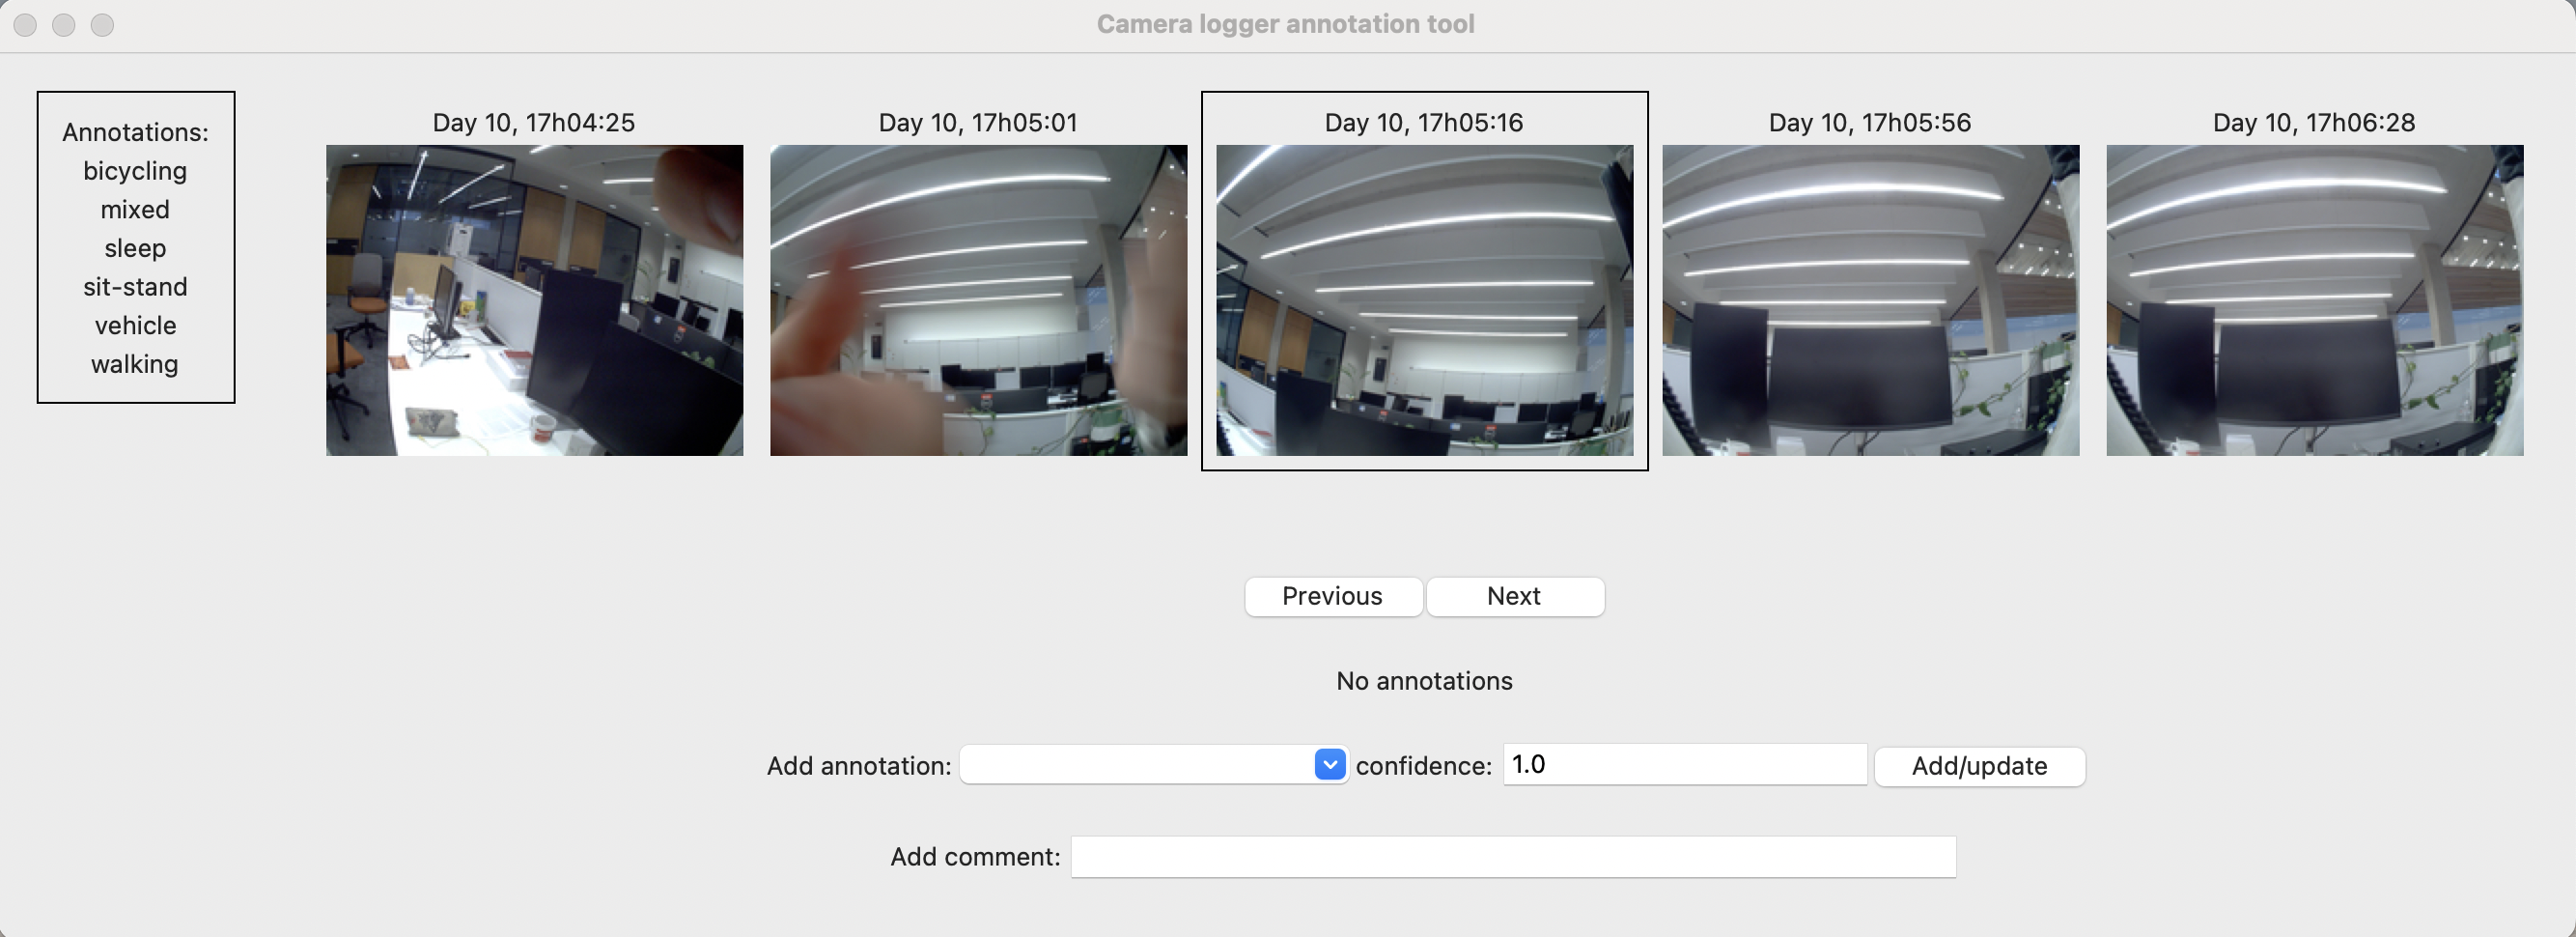 Camera logger annotation tool
Annotations:
bicycling
mixed
sleep
sit-stand
vehicle
walking
Day 10, 17h04:25
Day 10, 17h05:01
Day 10, 17h05:16
Day 10, 17h05:56
Day 10, 17h06:28
Previous
Next
No annotations
Add annotation:
confidence: 1.0
Add/update
Add comment: